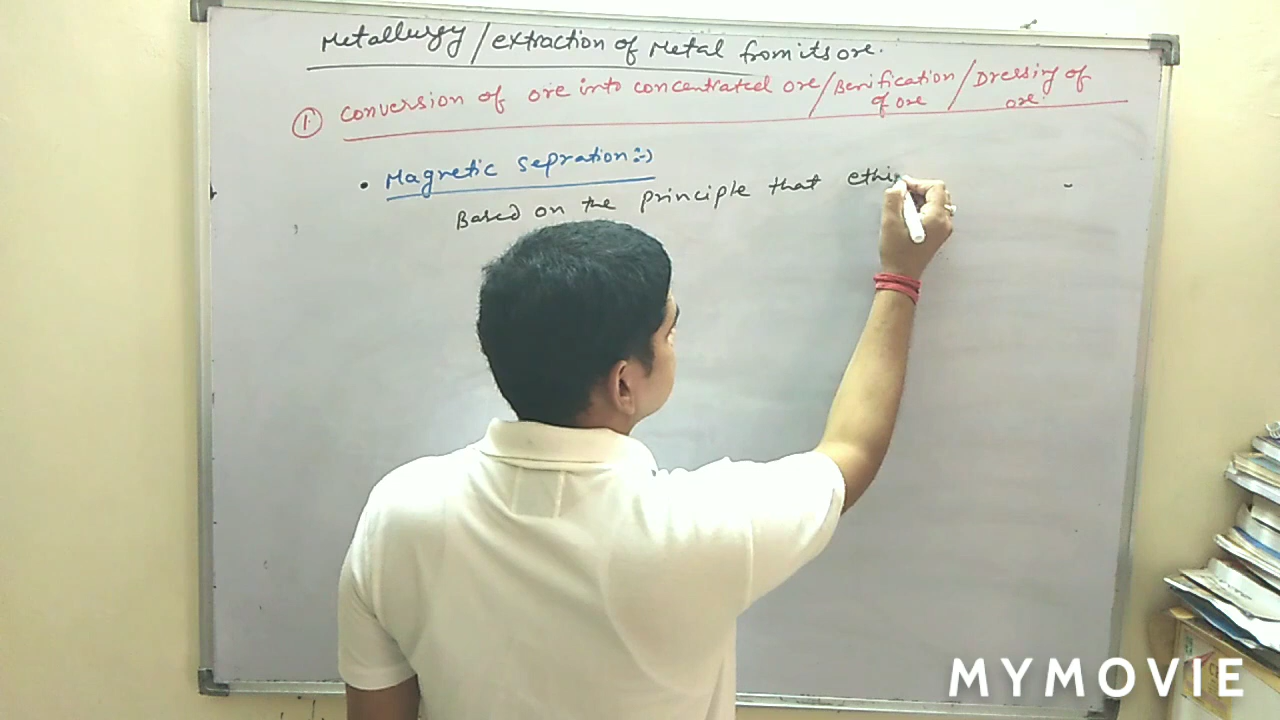 Metallurgy / extraction of Metal from its ore.
① Conversion of ore into concentrated ore / Benification of ore / Dressing of ore.
• Magnetic sepration :-)
Based on the principle that ethi
MYMOVIE